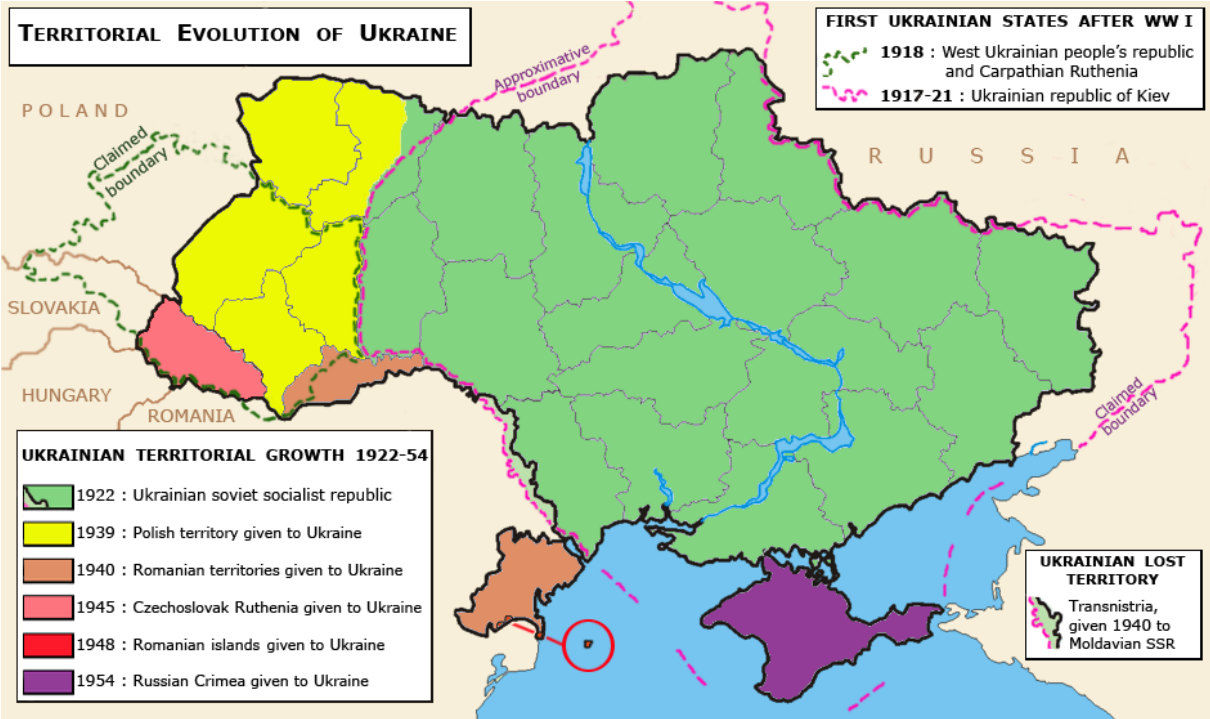 TERRITORIAL EVOLUTION OF UKRAINE
FIRST UKRAINIAN STATES AFTER WW I
1918 : West Ukrainian people's republic
and Carpathian Ruthenia
1917-21 : Ukrainian republic of Kiev
Approximative
boundary
POLAND
Claimed
boundary
RUSSIA
SLOVAKIA
HUNGARY
ROMANIA
Claimed
boundary
UKRAINIAN TERRITORIAL GROWTH 1922-54
1922 : Ukrainian soviet socialist republic
1939 : Polish territory given to Ukraine
1940 : Romanian territories given to Ukraine
1945 : Czechoslovak Ruthenia given to Ukraine
1948 : Romanian islands given to Ukraine
1954 : Russian Crimea given to Ukraine
UKRAINIAN LOST
TERRITORY
Transnistria,
given 1940 to
Moldavian SSR